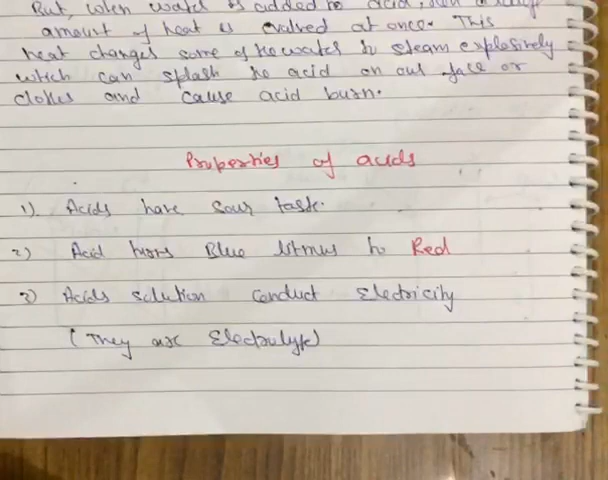 But, when water is added to acid, 
amount of heat is evolved at once. This
heat changes some of the water to steam explosively
which can splash the acid on our face or
clothes and cause acid burn.
Properties of acids
1). Acids have Sour taste.
2) Acid turns Blue litmus to Red
3) Acids solution conduct Electricity
(They are Electrolyte)